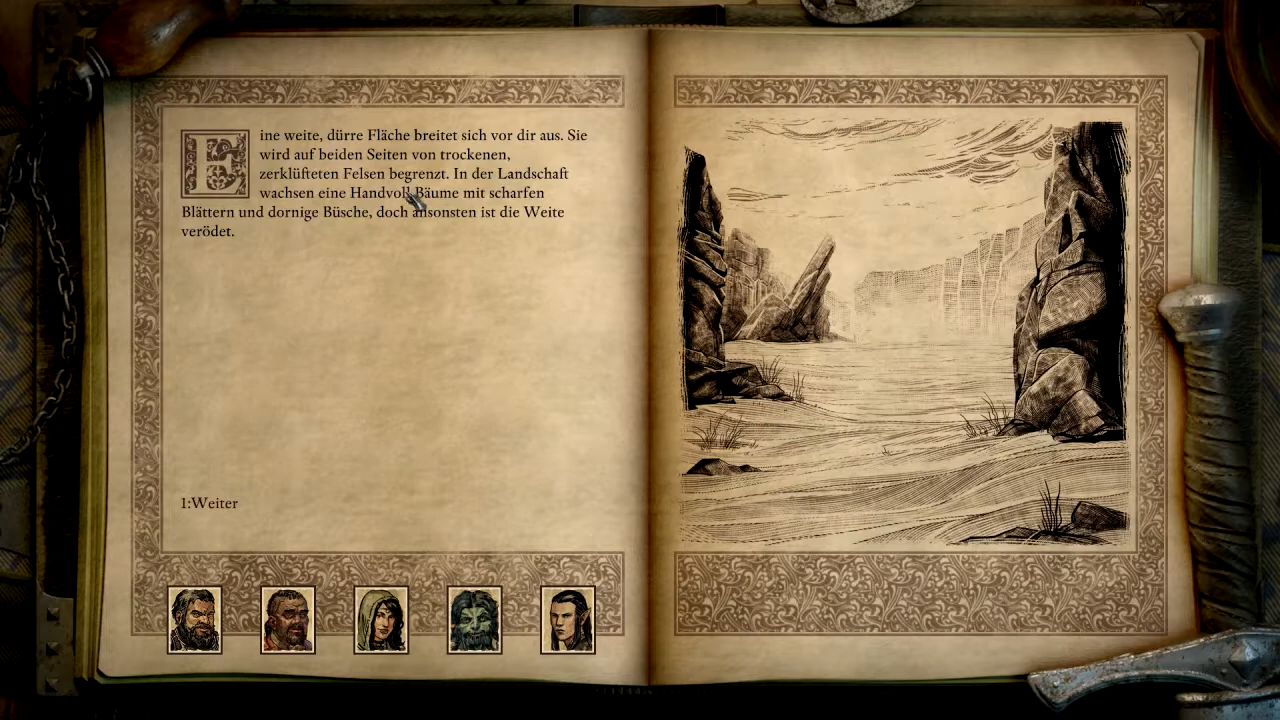 Eine weite, dürre Fläche breitet sich vor dir aus. Sie
wird auf beiden Seiten von trockenen,
zerklüfteten Felsen begrenzt. In der Landschaft
wachsen eine Handvoll Bäume mit scharfen
Blättern und dornige Büsche, doch ansonsten ist die Weite
verödet.
1:Weiter